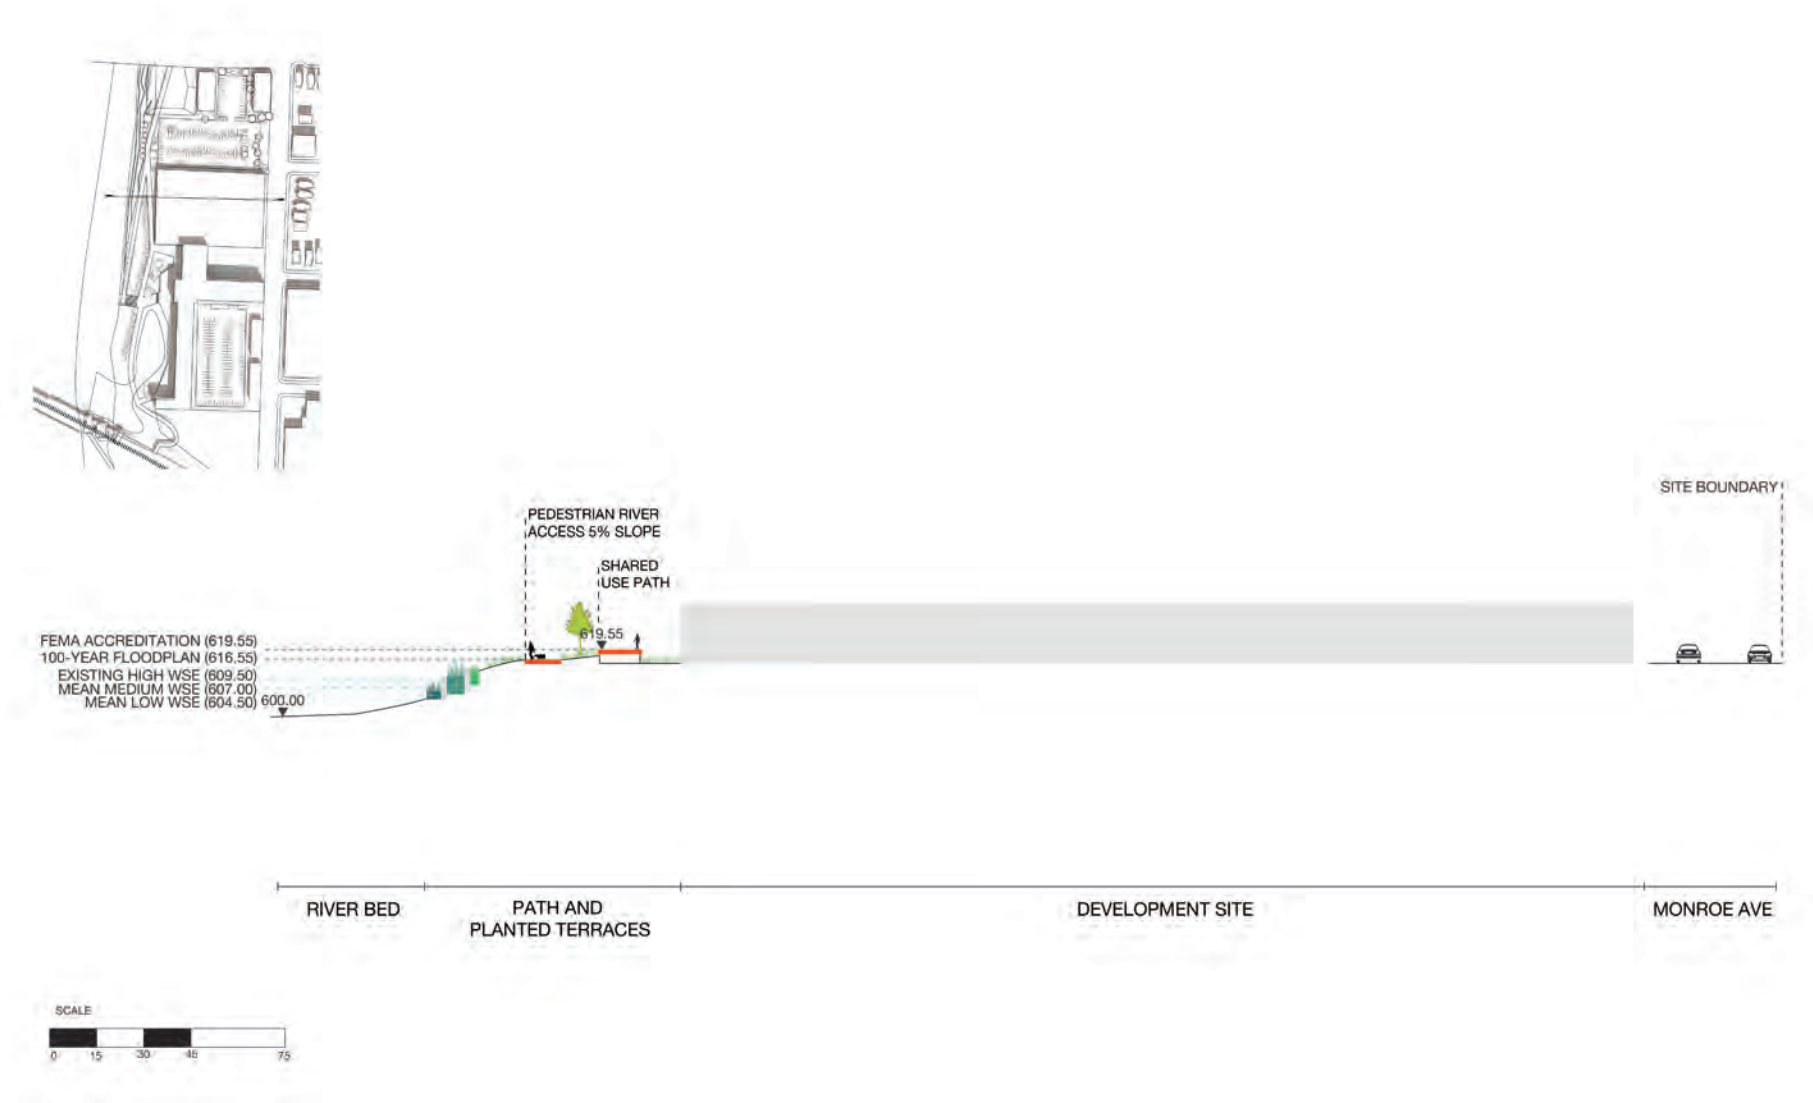 SITE BOUNDARY
PEDESTRIAN RIVER
ACCESS 5% SLOPE
SHARED
USE PATH
619.55
FEMA ACCREDITATION (619.55)
100-YEAR FLOODPLAN (616.55)
EXISTING HIGH WSE (609.50)
MEAN MEDIUM WSE (607.00)
MEAN LOW WSE (604.50) 600.00
RIVER BED
PATH AND
PLANTED TERRACES
DEVELOPMENT SITE
MONROE AVE
SCALE
0 15 30 45 75